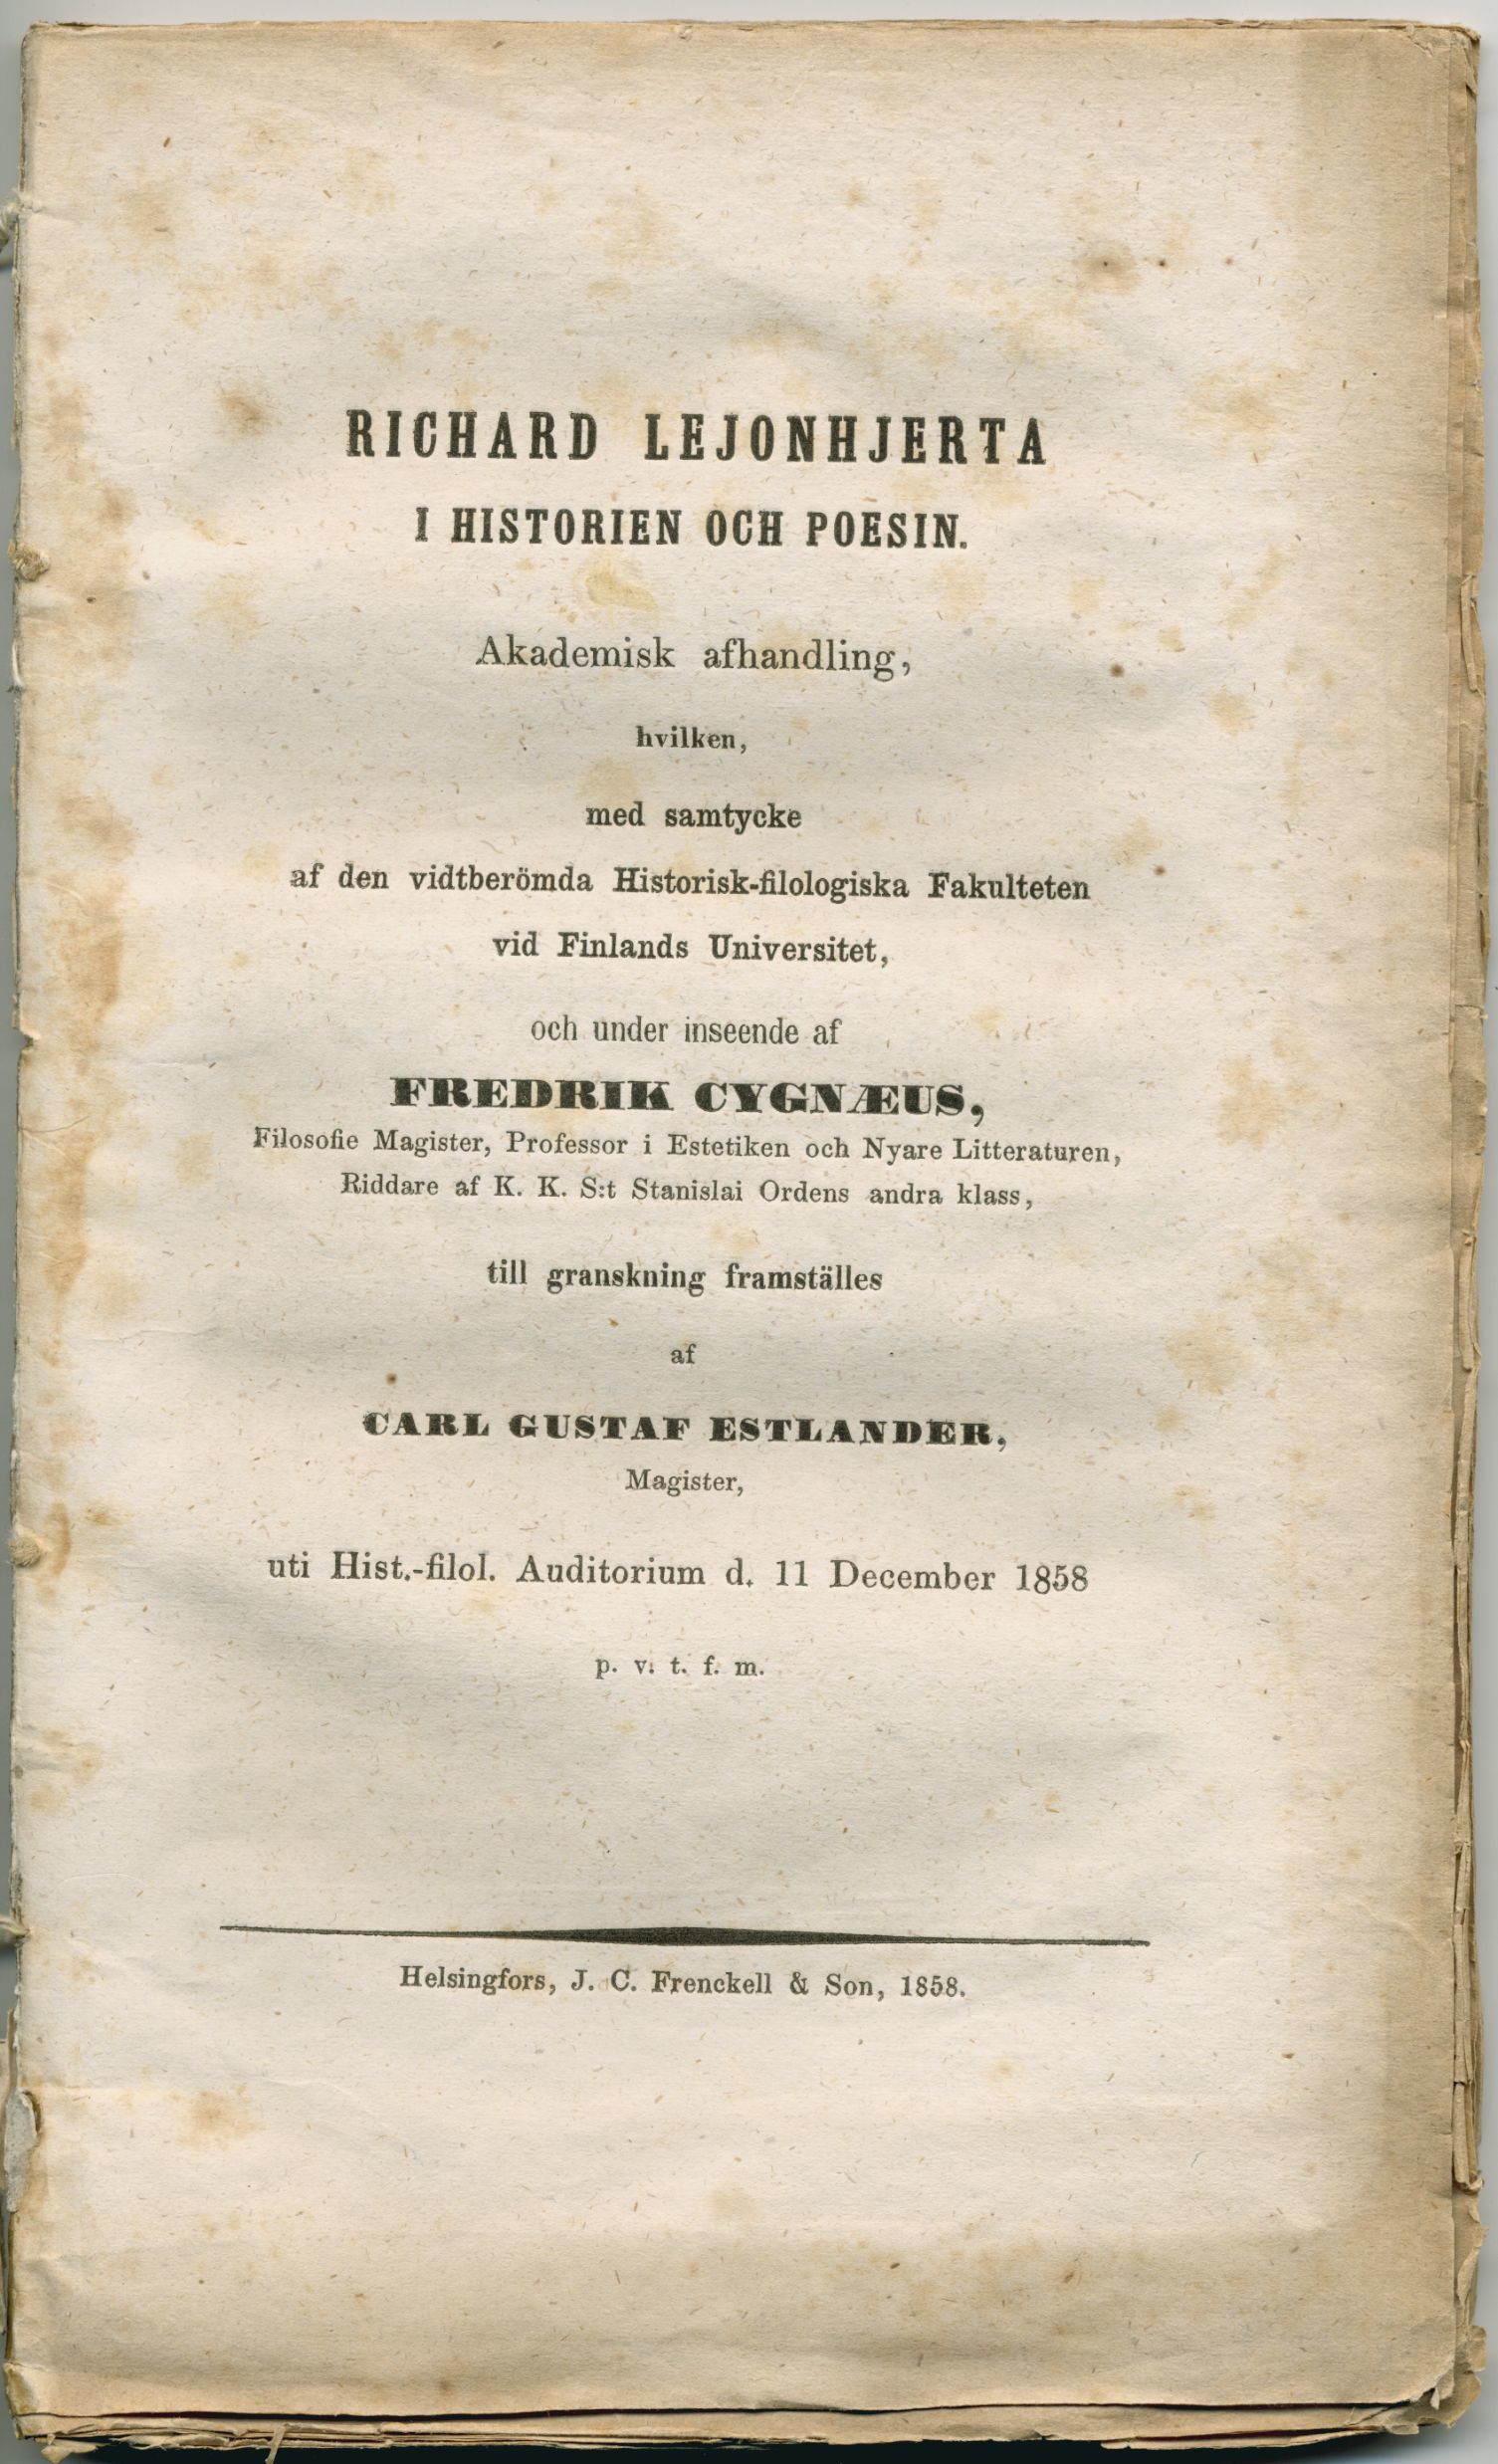 RICHARD LEJONHJERTA
I HISTORIEN OCH POESIN.
Akademisk afhandling,
hvilken,
med samtycke
af den vidtberömda Historisk-filologiska Fakulteten
vid Finlands Universitet,
och under inseende af
FREDRIK CYGNÆUS,
Filosofie Magister, Professor i Estetiken och Nyare Litteraturen,
Riddare af K. K. S:t Stanislai Ordens andra klass,
till granskning framställes
af
CARL GUSTAF ESTLANDER,
Magister,
uti Hist.-filol. Auditorium d. 11 December 1858
p. v. t. f. m.
Helsingfors, J. C. Frenckell & Son, 1858.